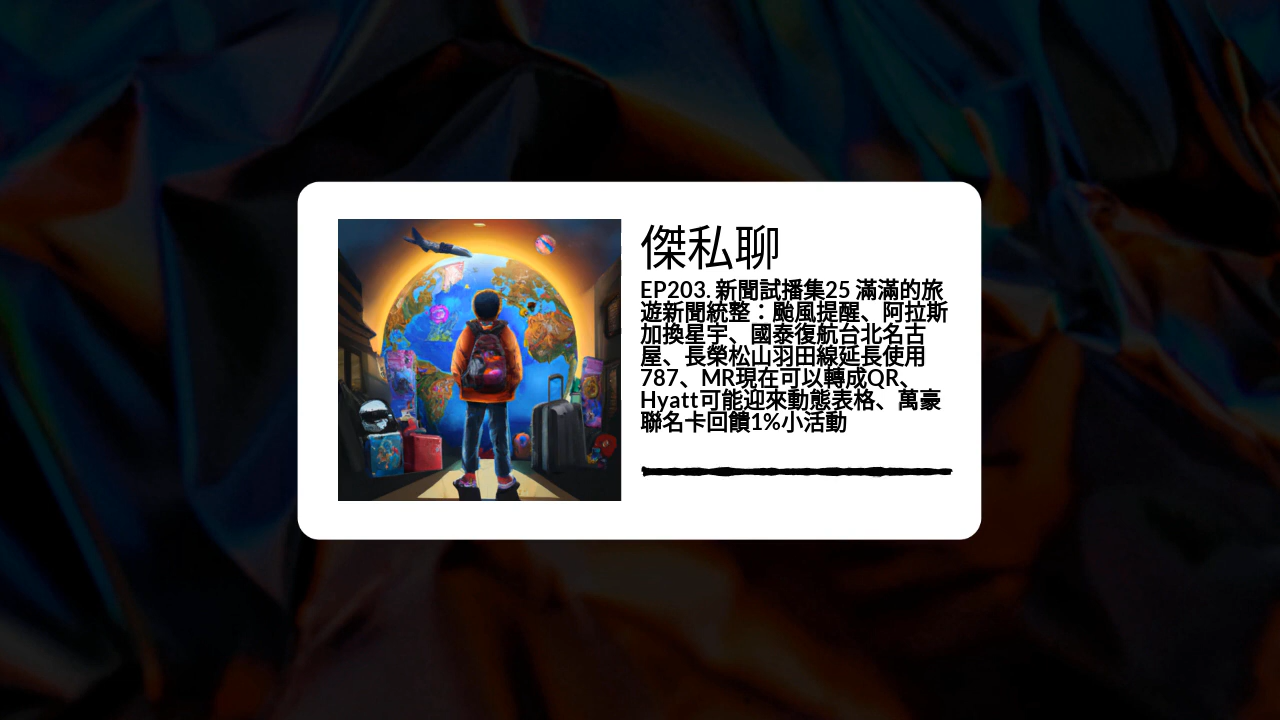 傑私聊
EP203. 新聞試播集25 滿滿的旅
遊新聞統整：颱風提醒、阿拉斯
加換星宇、國泰復航台北名古
屋、長榮松山羽田線延長使用
787、MR現在可以轉成QR、
Hyatt可能迎來動態表格、萬豪
聯名卡回饋1%小活動